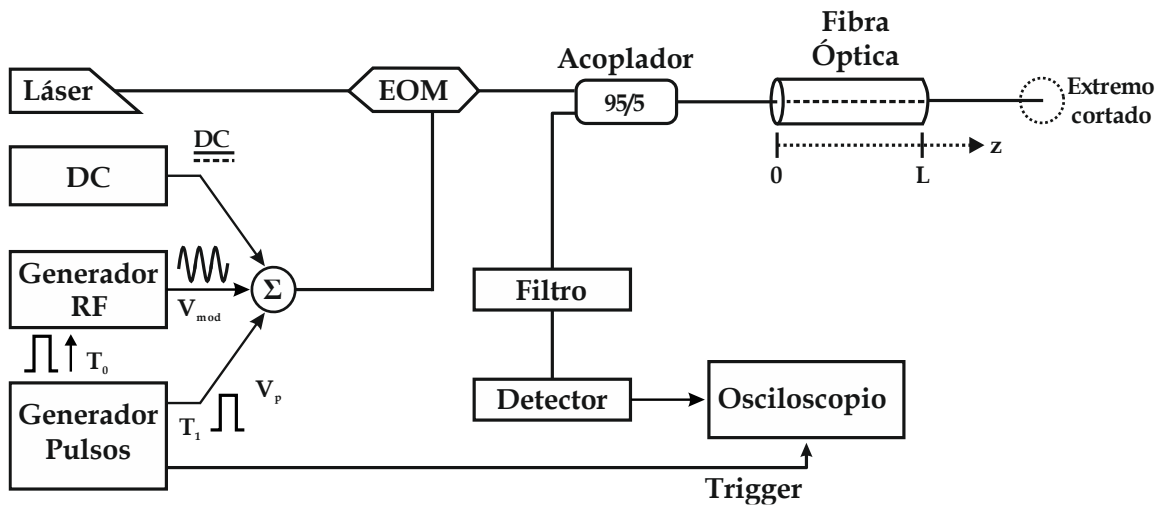 Láser
EOM
Acoplador
95/5
Fibra
Óptica
Extremo
cortado
z
0
L
DC
DC
Generador
RF
V mod
Σ
T 0
Generador
Pulsos
T 1
V p
Filtro
Detector
Osciloscopio
Trigger